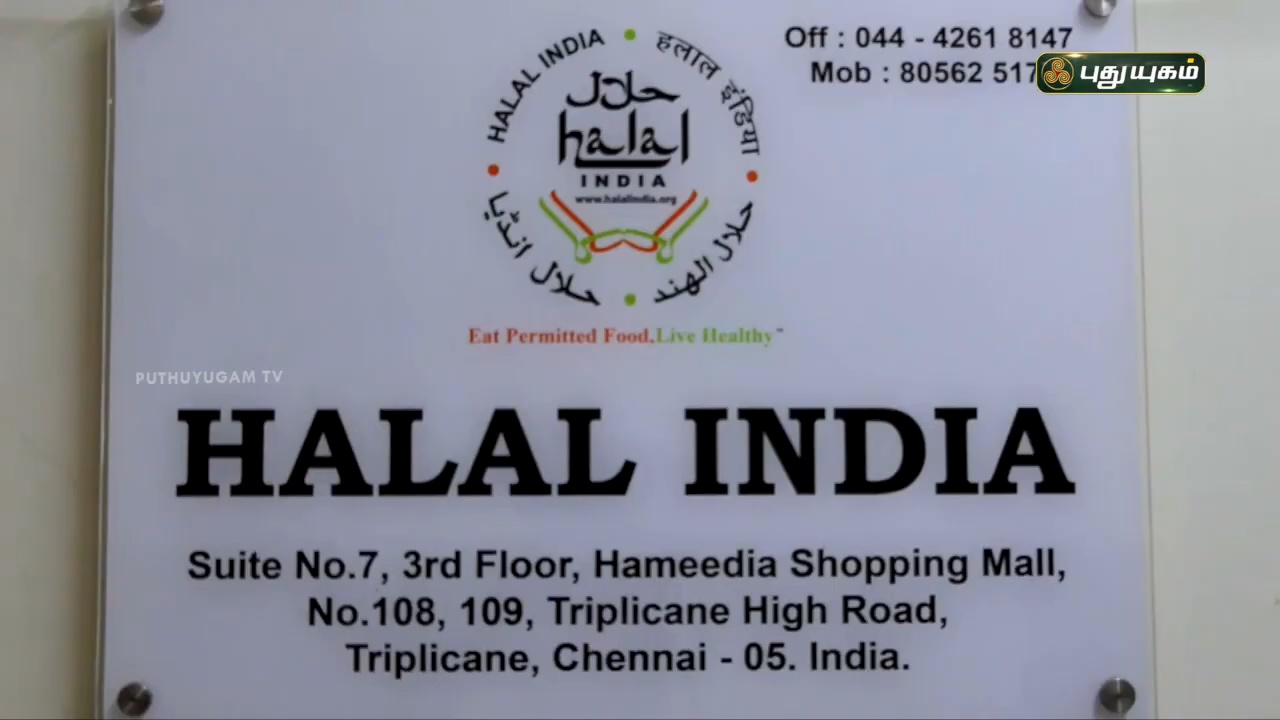 Off : 044 - 4261 8147
Mob : 80562 517
புதுயுகம்
HALAL INDIA
हलाल इंडिया
حلال
halal
INDIA
www.halalindia.org
حلال انڈیا
حلال الهند
Eat Permitted Food,Live Healthy™
PUTHUYUGAM TV
HALAL INDIA
Suite No.7, 3rd Floor, Hameedia Shopping Mall,
No.108, 109, Triplicane High Road,
Triplicane, Chennai - 05. India.